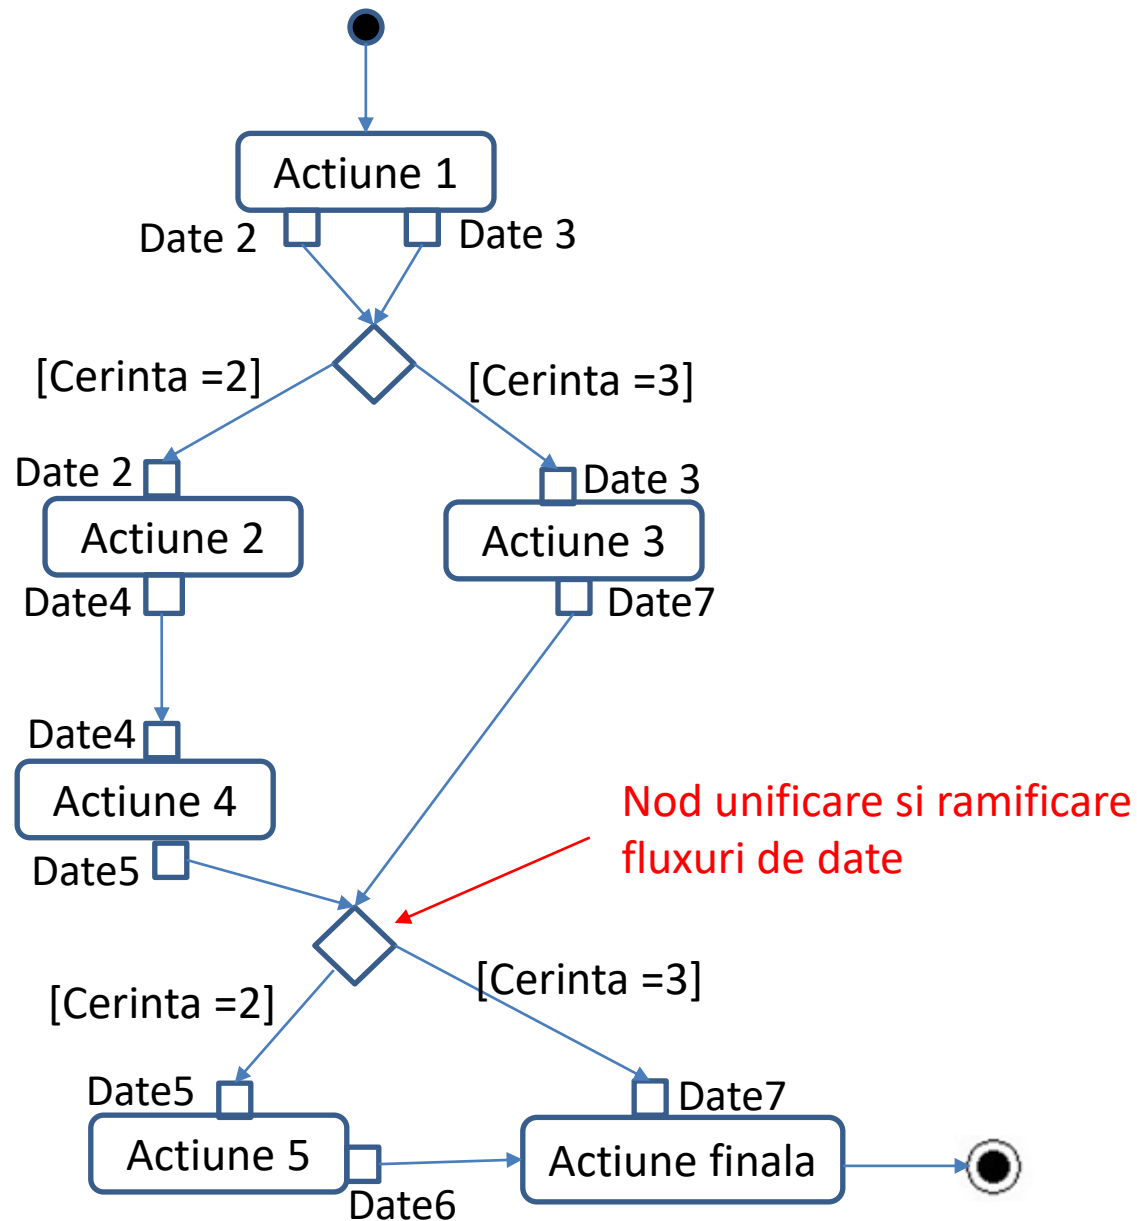 Actiune 1
Date 2
Date 3
[Cerinta =2]
[Cerinta =3]
Date 2
Date 3
Actiune 2
Actiune 3
Date4
Date7
Date4
Actiune 4
Nod unificare si ramificare
fluxuri de date
Date5
[Cerinta =2]
[Cerinta =3]
Date5
Date7
Actiune 5
Actiune finala
Date6